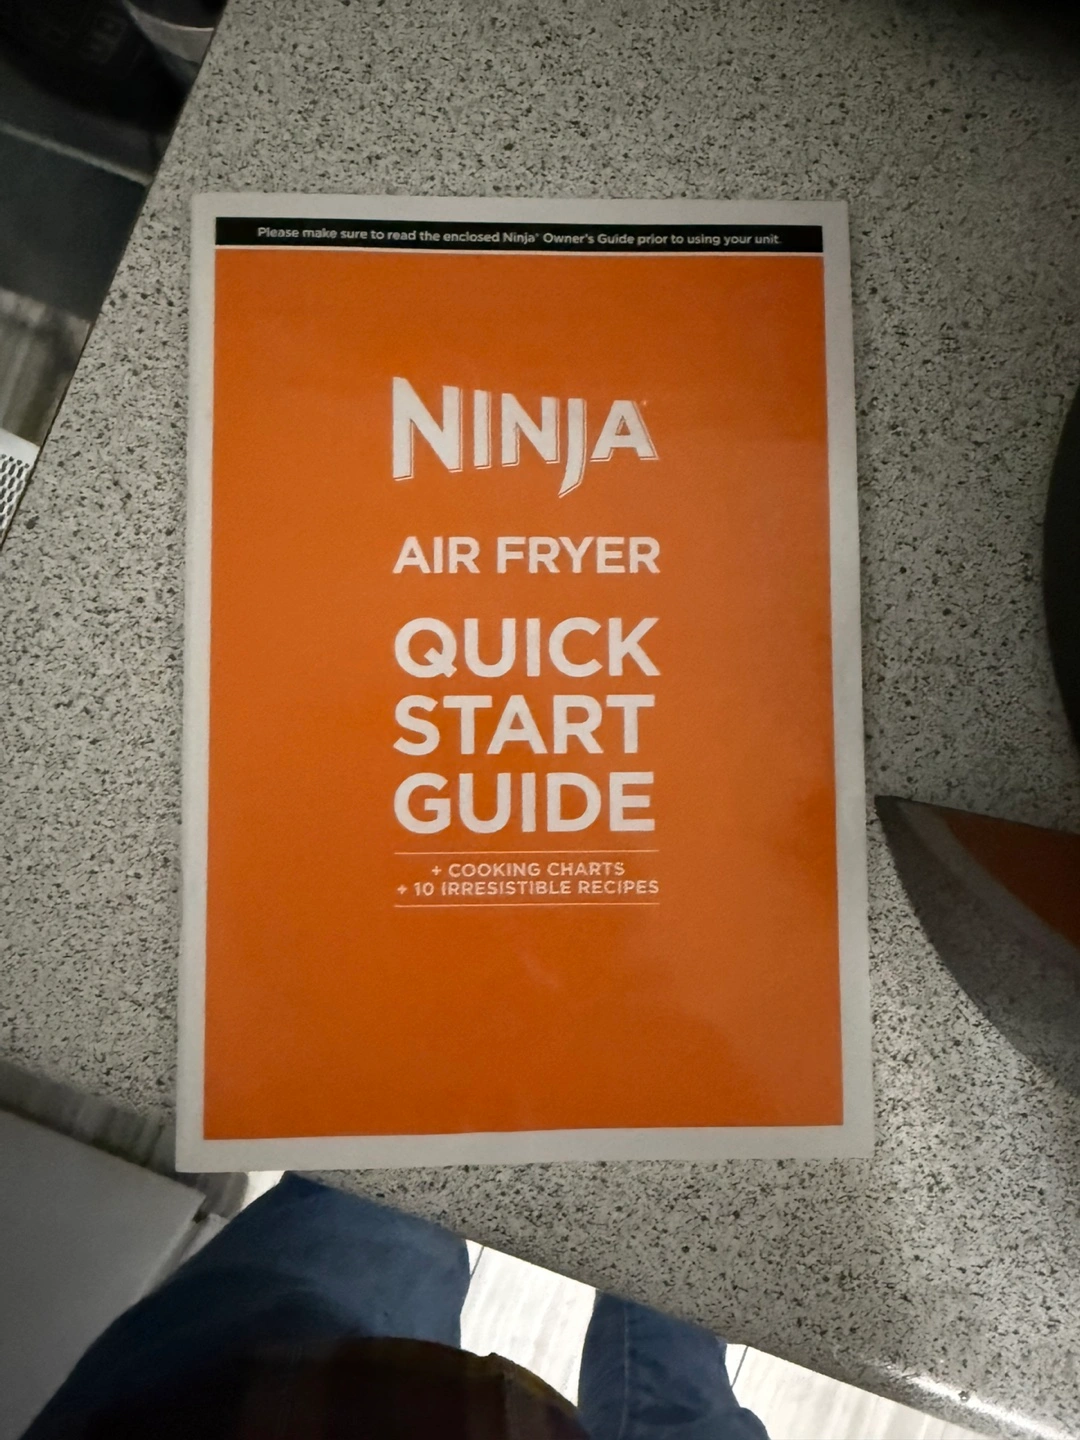 Please make sure to read the enclosed Ninja® Owner's Guide prior to using your unit.
NINJA®
AIR FRYER
QUICK
START
GUIDE
+ COOKING CHARTS
+ 10 IRRESISTIBLE RECIPES